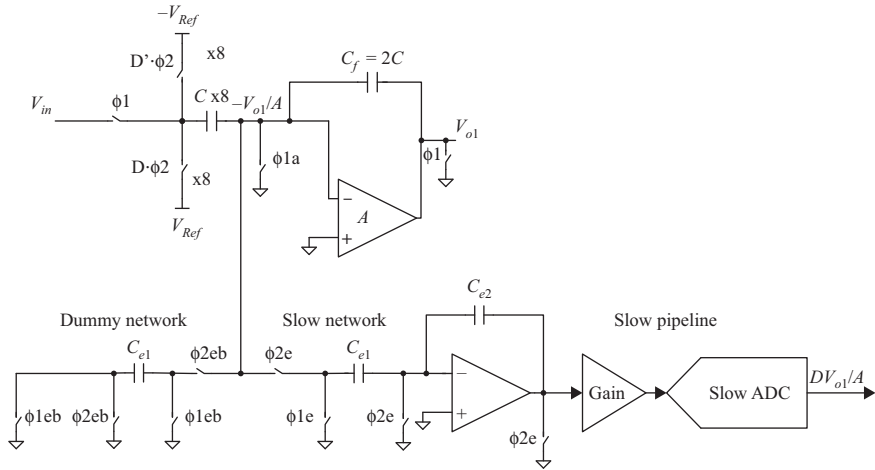 −V_Ref
D'·ϕ2
x8
C_f = 2C
C x8
−V_o1/A
V_in
ϕ1
V_o1
ϕ1a
ϕ1
D·ϕ2
x8
−
A
+
V_Ref
C_e2
Dummy network
Slow network
Slow pipeline
C_e1
ϕ2eb
ϕ2e
C_e1
−
Gain
Slow ADC
DV_o1/A
+
ϕ1eb
ϕ2eb
ϕ1eb
ϕ1e
ϕ2e
ϕ2e